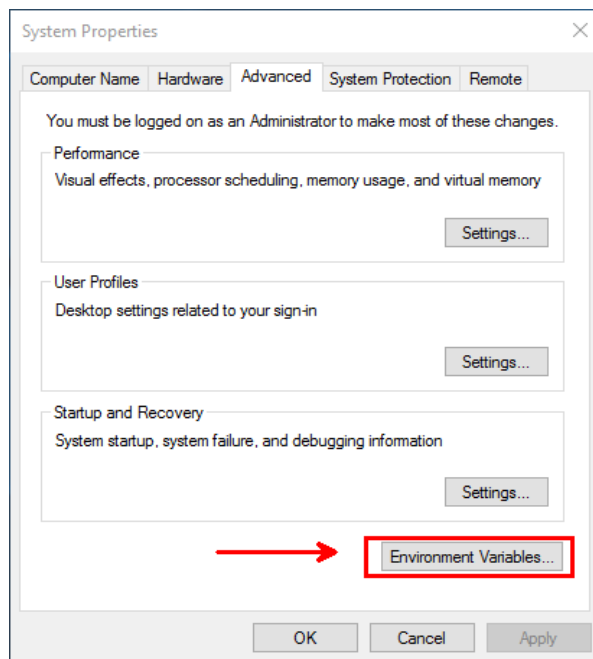 System Properties
Computer Name Hardware Advanced System Protection Remote
You must be logged on as an Administrator to make most of these changes.
Performance
Visual effects, processor scheduling, memory usage, and virtual memory
Settings...
User Profiles
Desktop settings related to your sign-in
Settings...
Startup and Recovery
System startup, system failure, and debugging information
Settings...
Environment Variables...
OK Cancel Apply